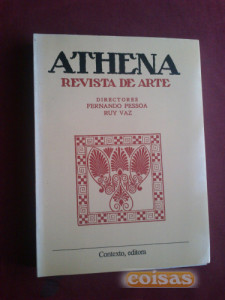 ATHENA
REVISTA DE ARTE
DIRECTORES
FERNANDO PESSOA
RUY VAZ
Contexto, editora
coisas